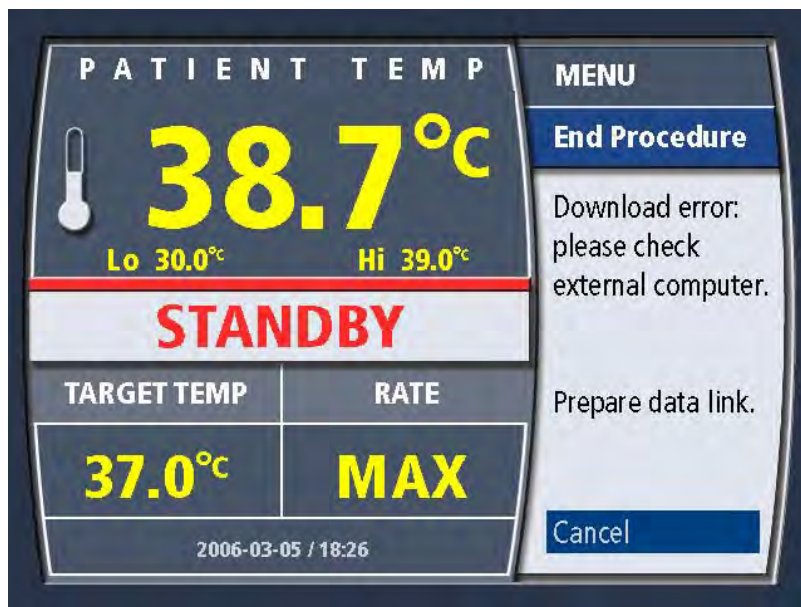 PATIENT TEMP
38.7°C
Lo 30.0°C
Hi 39.0°C
STANDBY
TARGET TEMP
RATE
37.0°C
MAX
2006-03-05 / 18:26
MENU
End Procedure
Download error:
please check
external computer.
Prepare data link.
Cancel